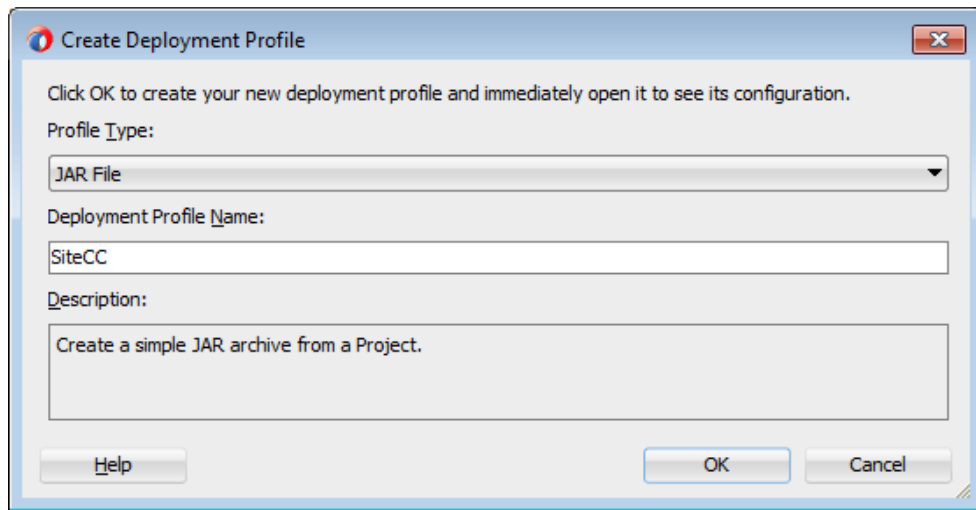 Create Deployment Profile
Click OK to create your new deployment profile and immediately open it to see its configuration.
Profile Type:
JAR File
Deployment Profile Name:
SiteCC
Description:
Create a simple JAR archive from a Project.
Help
OK
Cancel